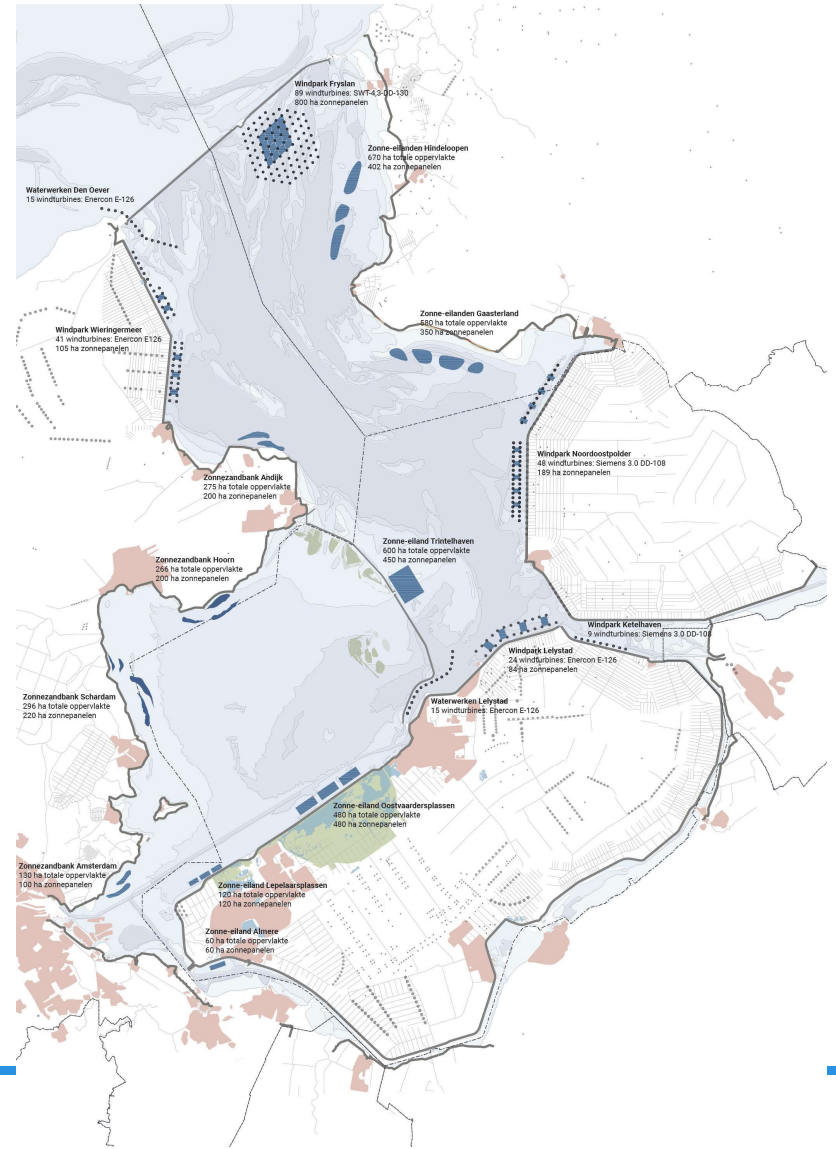 Windpark Fryslan
89 windturbines: SWT-4,3-DD-130
800 ha zonnepanelen
Zonne-eilanden Hindeloopen
670 ha totale oppervlakte
402 ha zonnepanelen
Waterwerken Den Oever
15 windturbines: Enercon E-126
Zonne-eilanden Gaasterland
580 ha totale oppervlakte
350 ha zonnepanelen
Windpark Wieringermeer
41 windturbines: Enercon E126
105 ha zonnepanelen
Windpark Noordoostpolder
48 windturbines: Siemens 3.0 DD-108
189 ha zonnepanelen
Zonnezandbank Andijk
275 ha totale oppervlakte
200 ha zonnepanelen
Zonne-eiland Trintelhaven
600 ha totale oppervlakte
450 ha zonnepanelen
Zonnezandbank Hoorn
266 ha totale oppervlakte
200 ha zonnepanelen
Windpark Ketelhaven
9 windturbines: Siemens 3.0 DD-108
Windpark Lelystad
24 windturbines: Enercon E-126
84 ha zonnepanelen
Zonnezandbank Schardam
296 ha totale oppervlakte
220 ha zonnepanelen
Waterwerken Lelystad
15 windturbines: Enercon E-126
Zonne-eiland Oostvaardersplassen
480 ha totale oppervlakte
480 ha zonnepanelen
Zonnezandbank Amsterdam
130 ha totale oppervlakte
100 ha zonnepanelen
Zonne-eiland Lepelaarsplassen
120 ha totale oppervlakte
120 ha zonnepanelen
Zonne-eiland Almere
60 ha totale oppervlakte
60 ha zonnepanelen